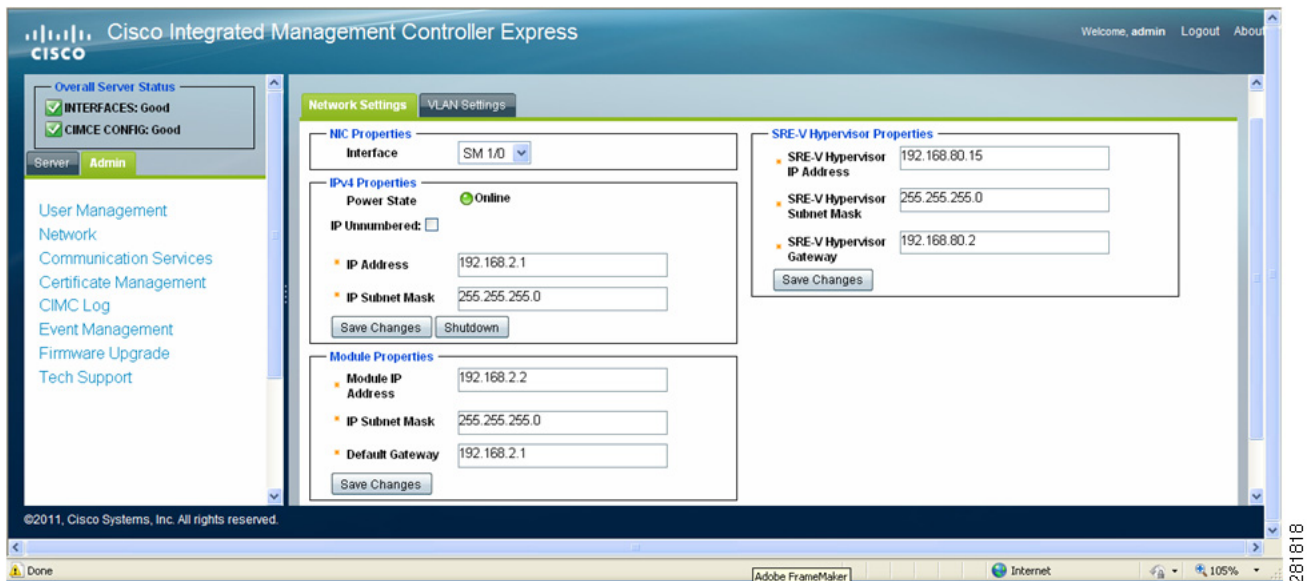 Cisco Integrated Management Controller Express
CISCO
Welcome, admin Logout About
Overall Server Status
INTERFACES: Good
CIMCE CONFIG: Good
Server Admin
User Management
Network
Communication Services
Certificate Management
CIMC Log
Event Management
Firmware Upgrade
Tech Support
Network Settings VLAN Settings
NIC Properties
Interface SM 1/0
IPv4 Properties
Power State Online
IP Unnumbered:
* IP Address 192.168.2.1
* IP Subnet Mask 255.255.255.0
Save Changes Shutdown
Module Properties
* Module IP
Address 192.168.2.2
* IP Subnet Mask 255.255.255.0
* Default Gateway 192.168.2.1
Save Changes
SRE-V Hypervisor Properties
* SRE-V Hypervisor
IP Address 192.168.80.15
* SRE-V Hypervisor
Subnet Mask 255.255.255.0
* SRE-V Hypervisor
Gateway 192.168.80.2
Save Changes
©2011, Cisco Systems, Inc. All rights reserved.
Done
Adobe FrameMaker
Internet
105%
281818